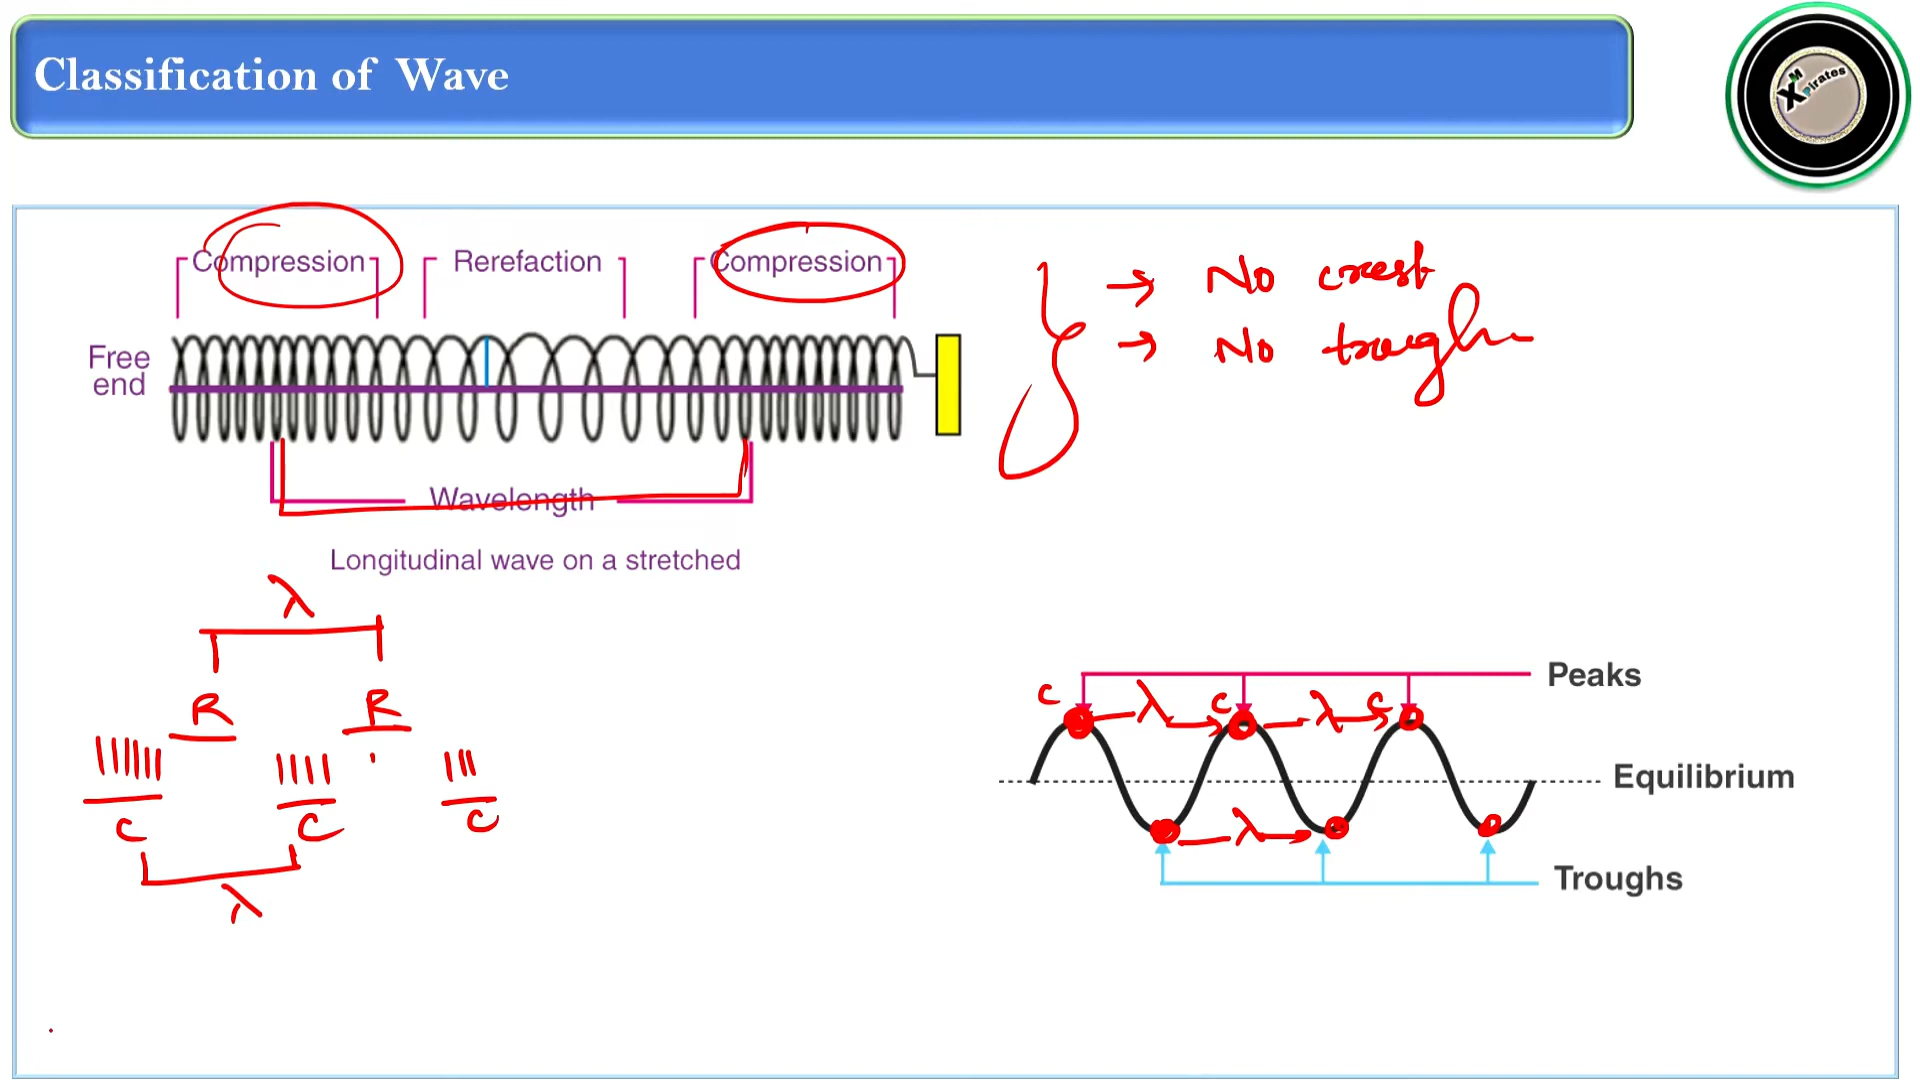 Classification of Wave
X M Pirates
Compression Rerefaction Compression
→ No crest
→ No trough
Free
end
Wavelength
Longitudinal wave on a stretched
λ
R R
C C C
λ
Peaks
C λ C λ C
Equilibrium
λ
Troughs